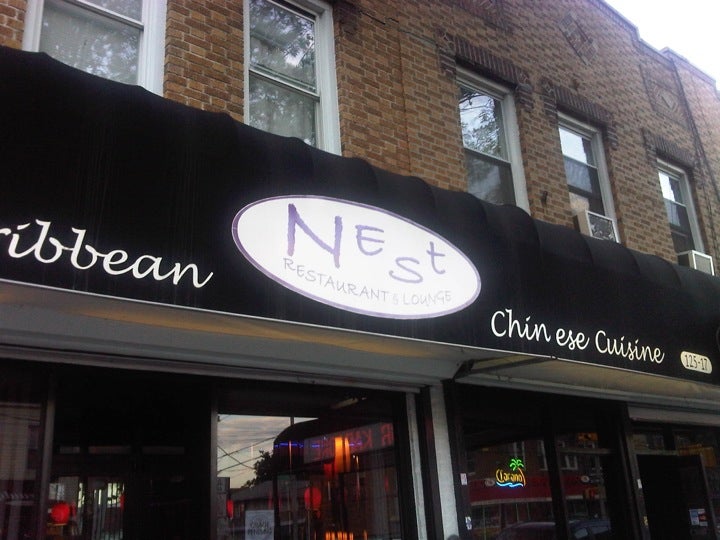 ribbean
NEst
RESTAURANT & LOUNGE
Chin ese Cuisine
125-17